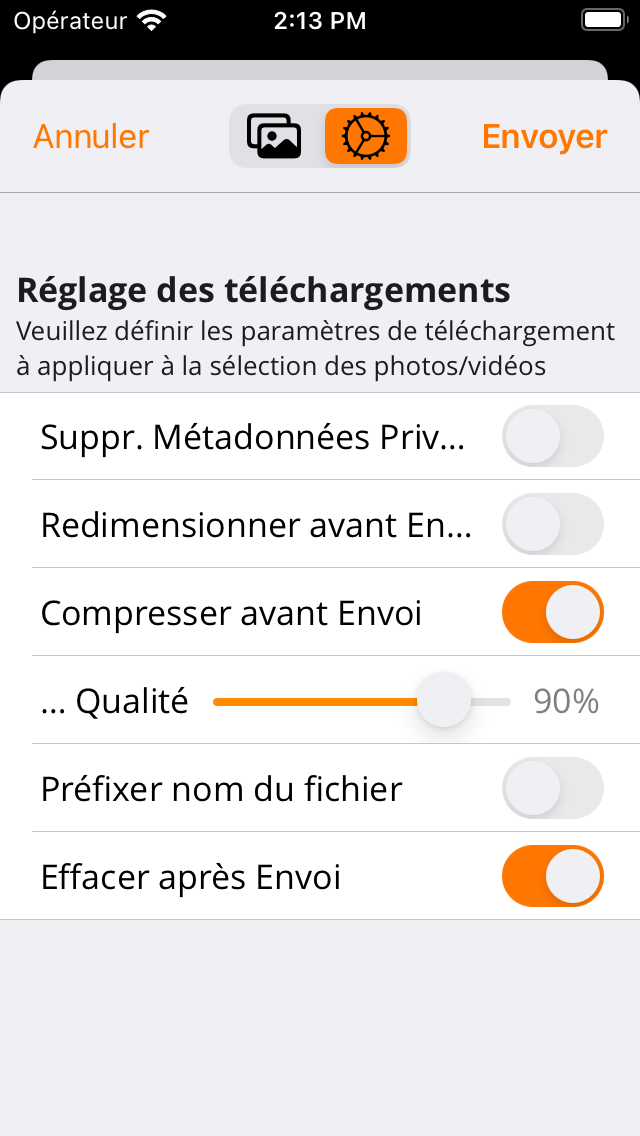 Opérateur 2:13 PM
Annuler Envoyer
Réglage des téléchargements
Veuillez définir les paramètres de téléchargement
à appliquer à la sélection des photos/vidéos
Suppr. Métadonnées Priv...
Redimensionner avant En...
Compresser avant Envoi
... Qualité 90%
Préfixer nom du fichier
Effacer après Envoi